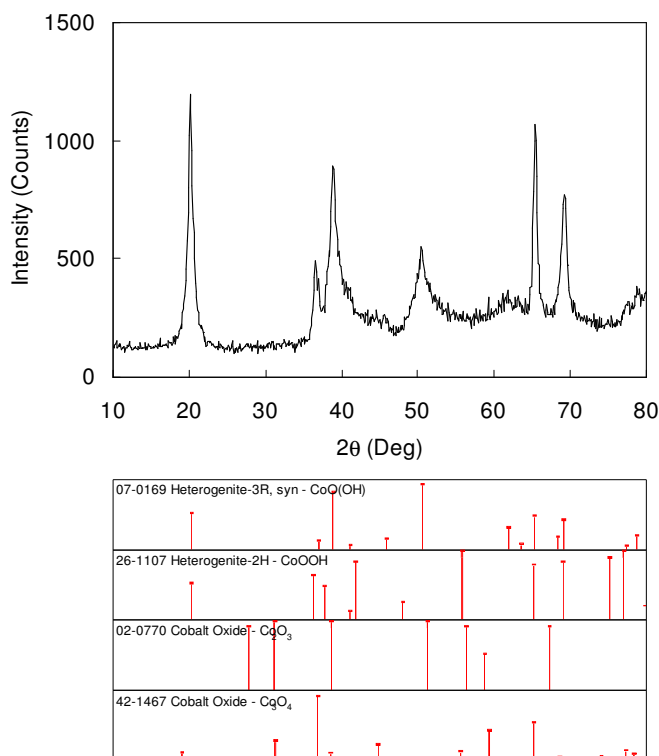 1500
1000
500
0
Intensity (Counts)
10 20 30 40 50 60 70 80
2θ (Deg)
07-0169 Heterogenite-3R, syn - CoO(OH)
26-1107 Heterogenite-2H - CoOOH
02-0770 Cobalt Oxide - Co₂O₃
42-1467 Cobalt Oxide - Co₃O₄